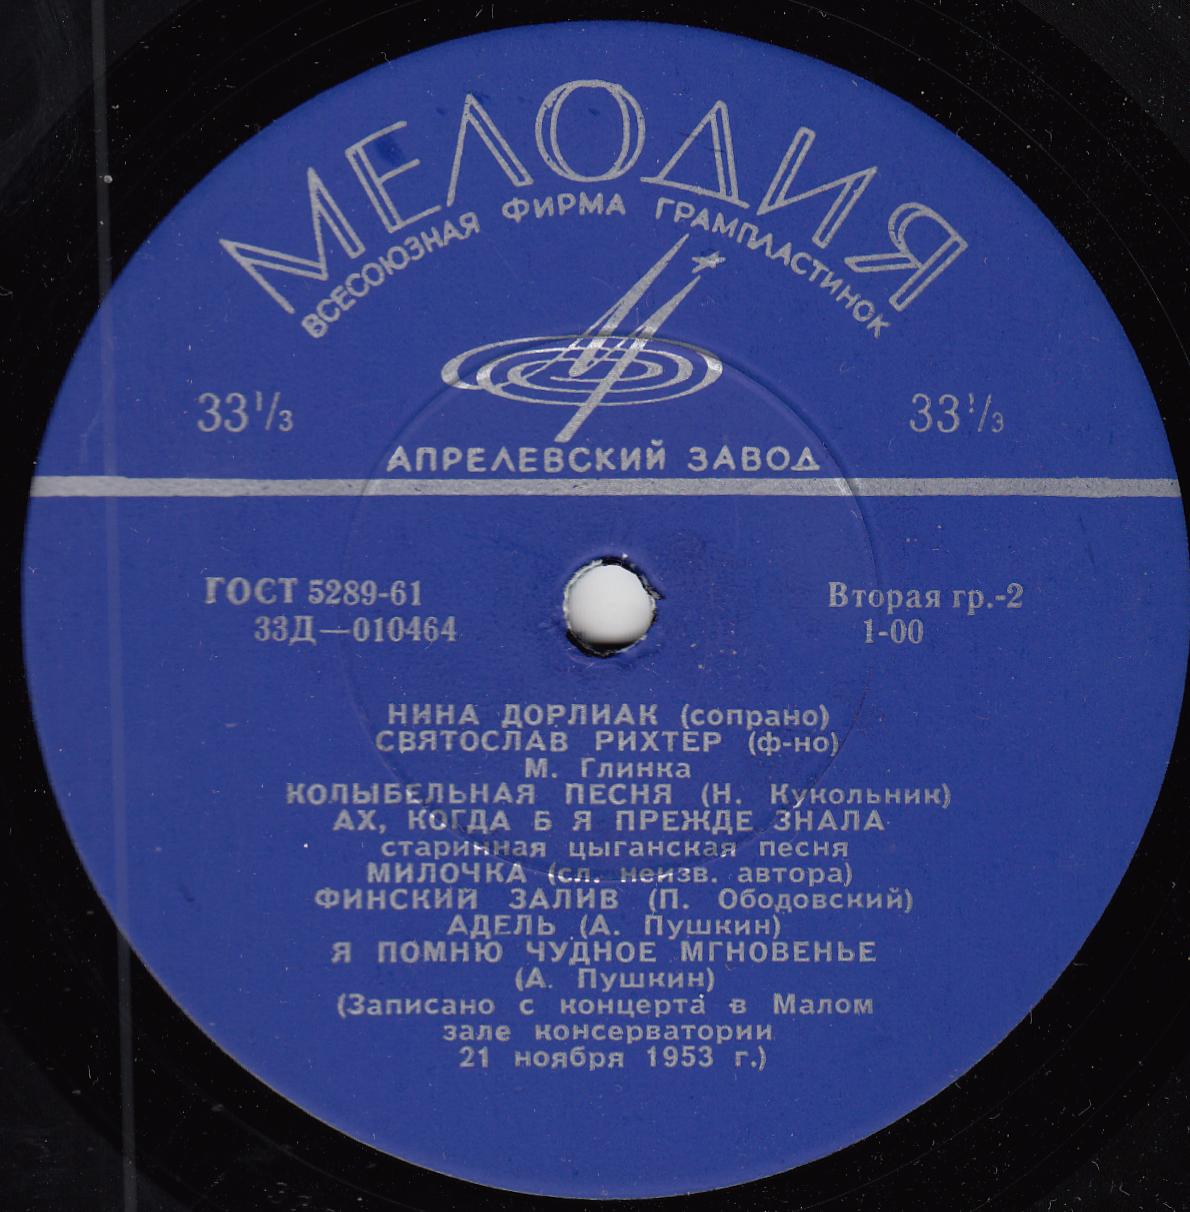 МЕЛОДИЯ
ВСЕСОЮЗНАЯ ФИРМА ГРАМПЛАСТИНОК
33⅓ 33⅓
АПРЕЛЕВСКИЙ ЗАВОД
ГОСТ 5289-61 Вторая гр.-2
33Д—010464 1-00
НИНА ДОРЛИАК (сопрано)
СВЯТОСЛАВ РИХТЕР (ф-но)
М. Глинка
КОЛЫБЕЛЬНАЯ ПЕСНЯ (Н. Кукольник)
АХ, КОГДА Б Я ПРЕЖДЕ ЗНАЛА
старинная цыганская песня
МИЛОЧКА (сл. неизв. автора)
ФИНСКИЙ ЗАЛИВ (П. Ободовский)
АДЕЛЬ (А. Пушкин)
Я ПОМНЮ ЧУДНОЕ МГНОВЕНЬЕ
(А. Пушкин)
(Записано с концерта в Малом
зале консерватории
21 ноября 1953 г.)